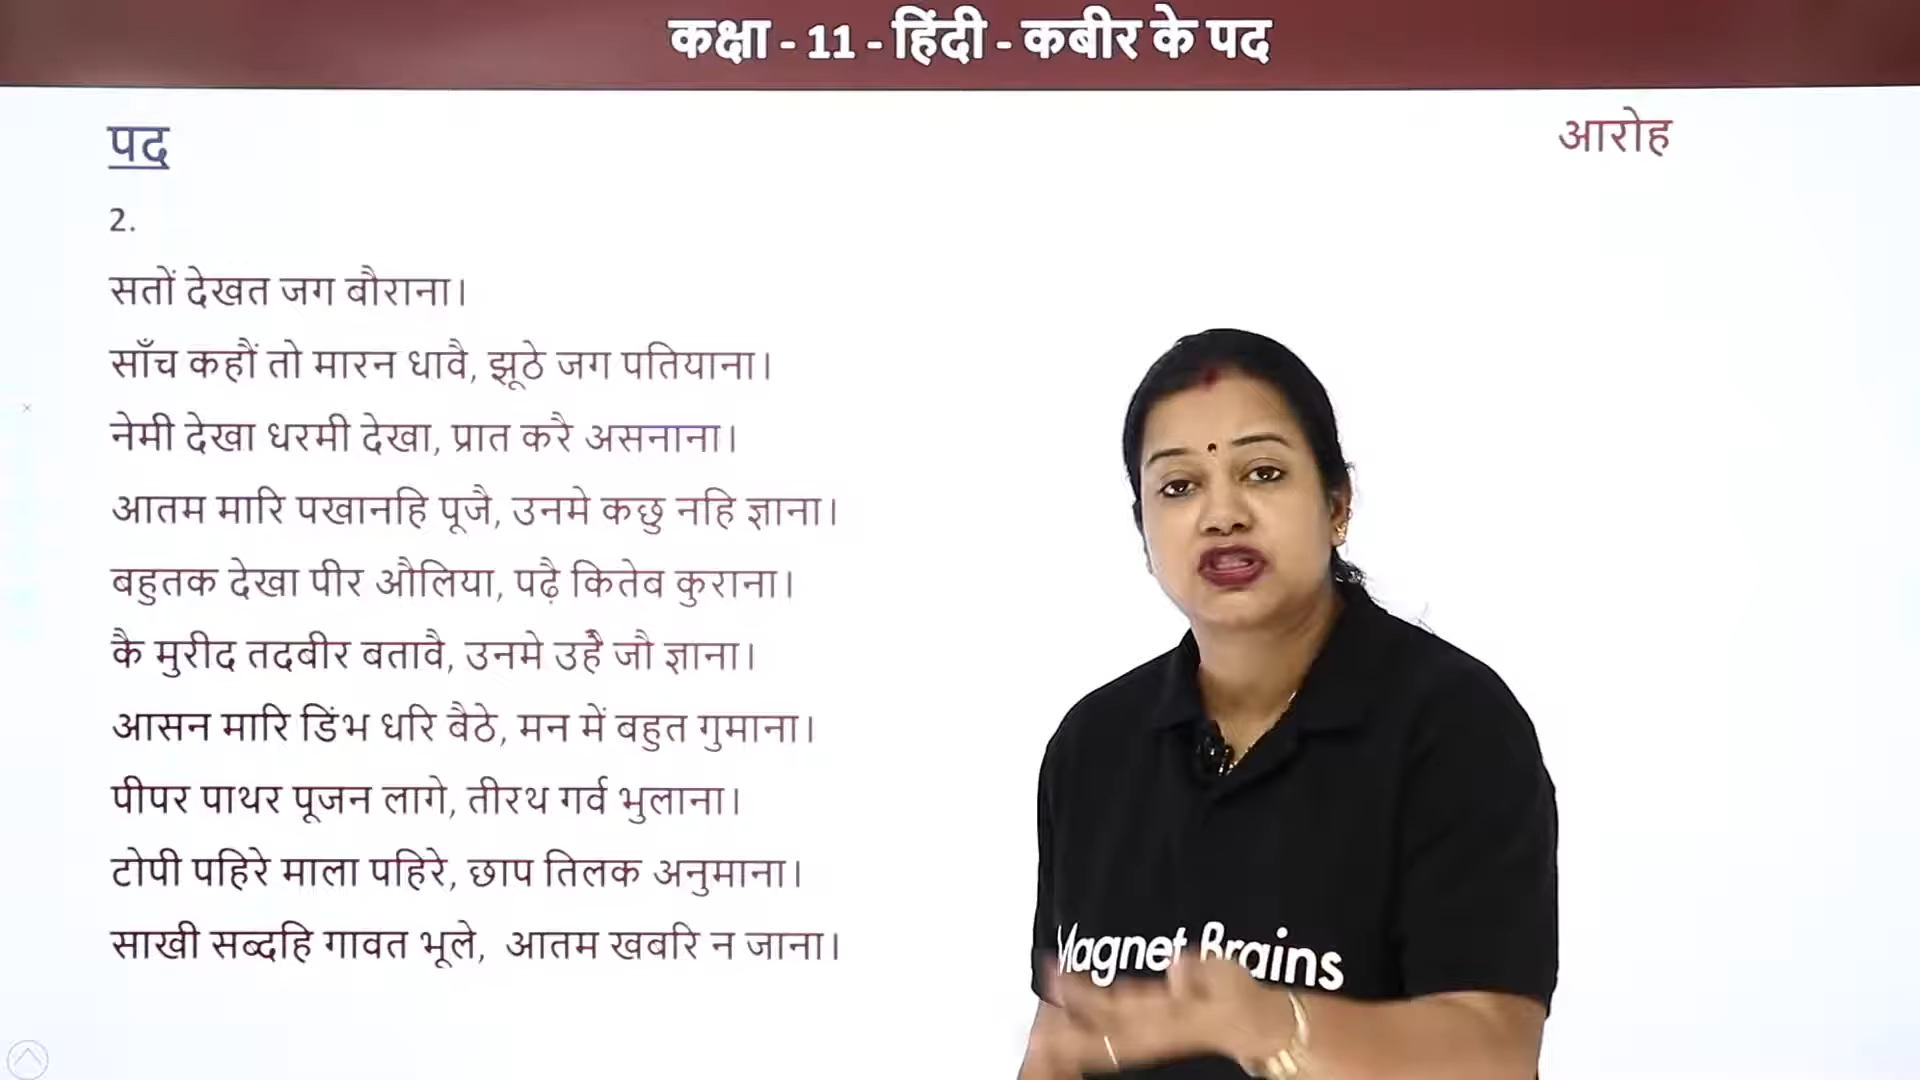 कक्षा - 11 - हिंदी - कबीर के पद
पद
आरोह
2.
सतों देखत जग बौराना।
साँच कहौं तो मारन धावै, झूठे जग पतियाना।
नेमी देखा धरमी देखा, प्रात करै असनाना।
आतम मारि पखानहि पूजै, उनमे कछु नहि ज्ञाना।
बहुतक देखा पीर औलिया, पढ़ै कितेब कुराना।
कै मुरीद तदबीर बतावै, उनमे उहै जौ ज्ञाना।
आसन मारि डिंभ धरि बैठे, मन में बहुत गुमाना।
पीपर पाथर पूजन लागे, तीरथ गर्व भुलाना।
टोपी पहिरे माला पहिरे, छाप तिलक अनुमाना।
साखी सब्दहि गावत भूले, आतम खबरि न जाना।
Magnet Brains